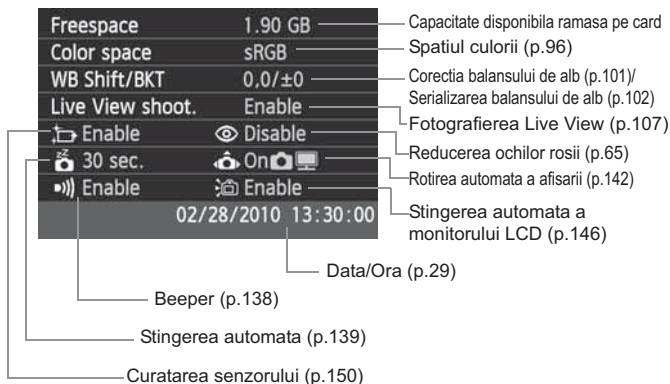 Freespace 1.90 GB
Color space sRGB
WB Shift/BKT 0,0/±0
Live View shoot. Enable
Enable Disable
zz 30 sec. On
Enable Enable
02/28/2010 13:30:00
Capacitate disponibila ramasa pe card
Spatiul culorii (p.96)
Corectia balansului de alb (p.101)/
Serializarea balansului de alb (p.102)
Fotografierea Live View (p.107)
Reducerea ochilor rosii (p.65)
Rotirea automata a afisarii (p.142)
Stingerea automata a
monitorului LCD (p.146)
Data/Ora (p.29)
Beeper (p.138)
Stingerea automata (p.139)
Curatarea senzorului (p.150)